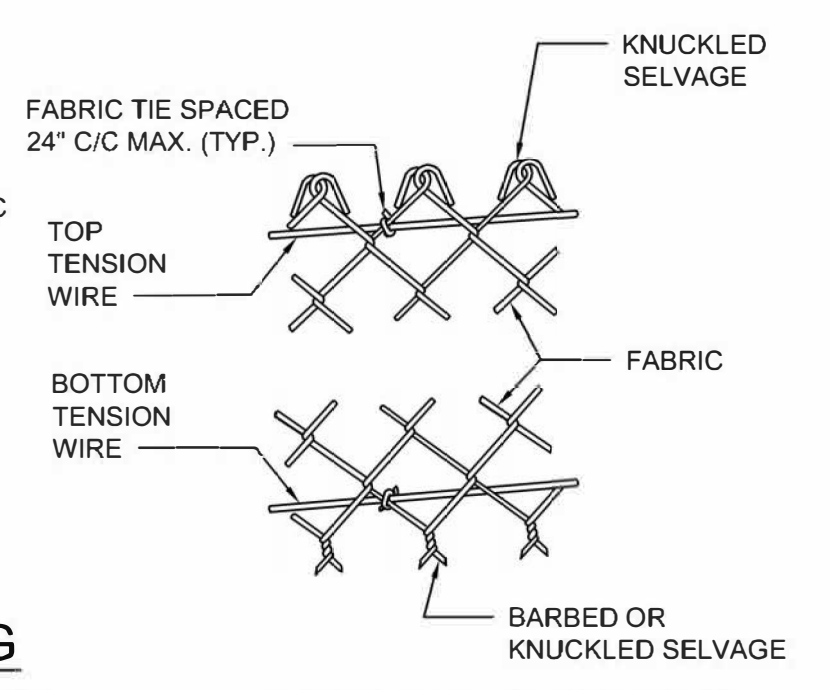 KNUCKLED
SELVAGE
FABRIC TIE SPACED
24" C/C MAX. (TYP.)
C
TOP
TENSION
WIRE
FABRIC
BOTTOM
TENSION
WIRE
BARBED OR
KNUCKLED SELVAGE
G